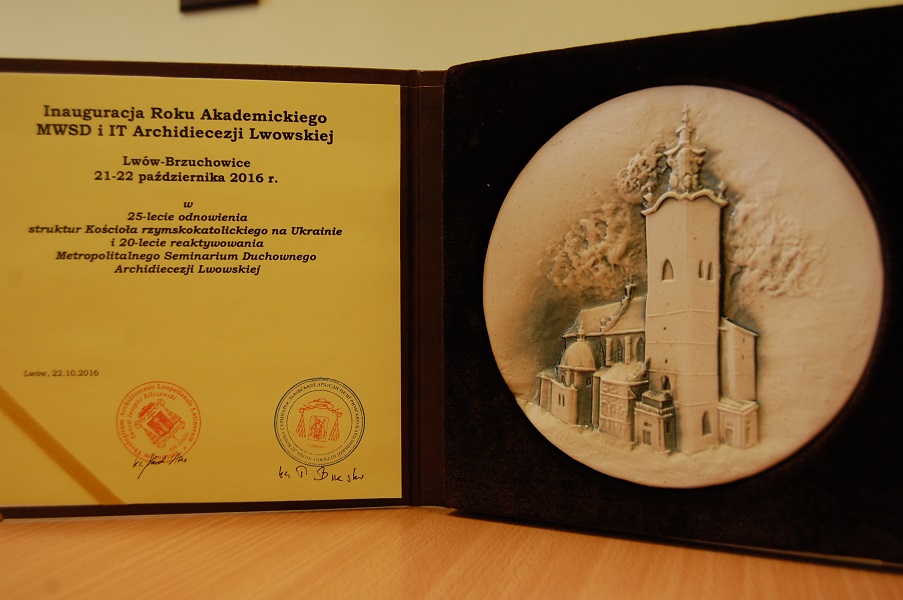 Inauguracja Roku Akademickiego
MWSD i IT Archidiecezji Lwowskiej
Lwów-Brzuchowice
21-22 października 2016 r.
w
25-lecie odnowienia
struktur Kościoła rzymskokatolickiego na Ukrainie
i 20-lecie reaktywowania
Metropolitalnego Seminarium Duchownego
Archidiecezji Lwowskiej
Lwów, 22.10.2016
ks.